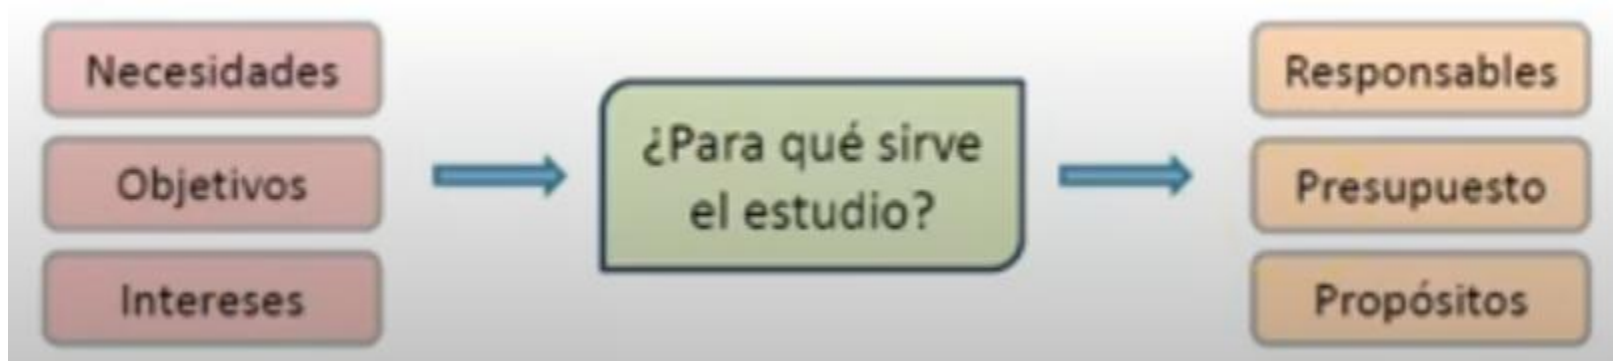 Necesidades
Objetivos
Intereses
¿Para qué sirve
el estudio?
Responsables
Presupuesto
Propósitos